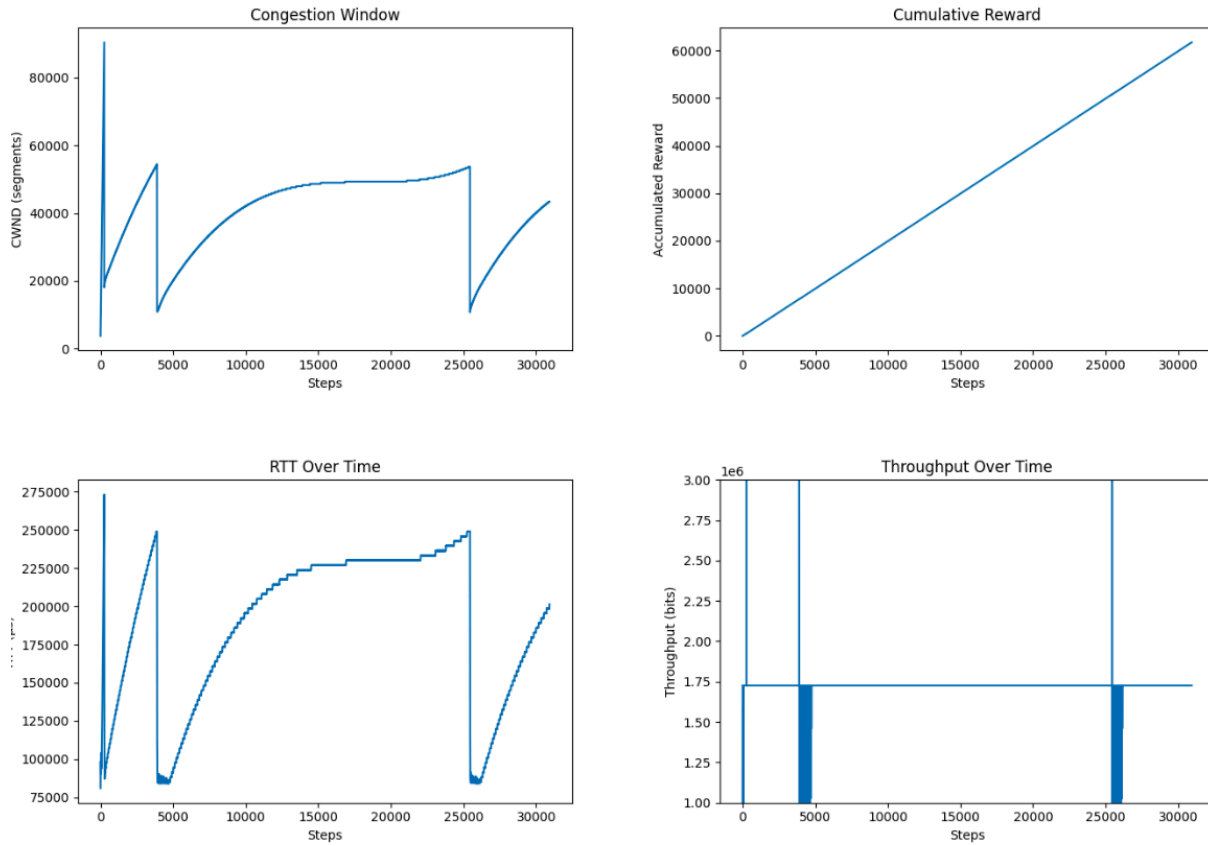 Congestion Window
CWND (segments)
80000
60000
40000
20000
0
0 5000 10000 15000 20000 25000 30000
Steps
Cumulative Reward
Accumulated Reward
60000
50000
40000
30000
20000
10000
0
0 5000 10000 15000 20000 25000 30000
Steps
RTT Over Time
275000
250000
225000
200000
175000
150000
125000
100000
75000
0 5000 10000 15000 20000 25000 30000
Steps
Throughput Over Time
1e6
Throughput (bits)
3.00
2.75
2.50
2.25
2.00
1.75
1.50
1.25
1.00
0 5000 10000 15000 20000 25000 30000
Steps